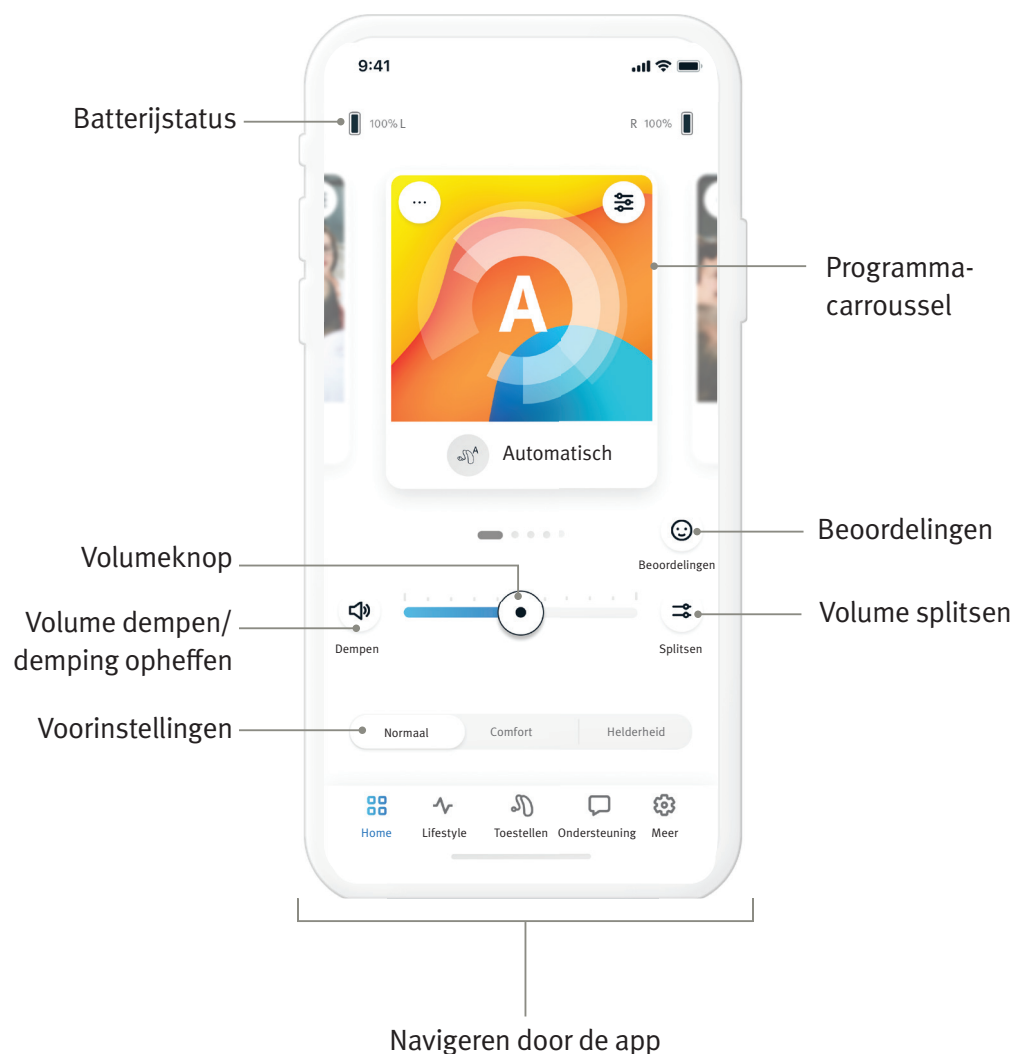 9:41
Batterijstatus
100% L
R 100%
...
A
Programma-
carroussel
A
Automatisch
Beoordelingen
Beoordelingen
Volumeknop
Volume dempen/
demping opheffen
Dempen
Volume splitsen
Splitsen
Voorinstellingen
Normaal
Comfort
Helderheid
Home
Lifestyle
Toestellen
Ondersteuning
Meer
Navigeren door de app